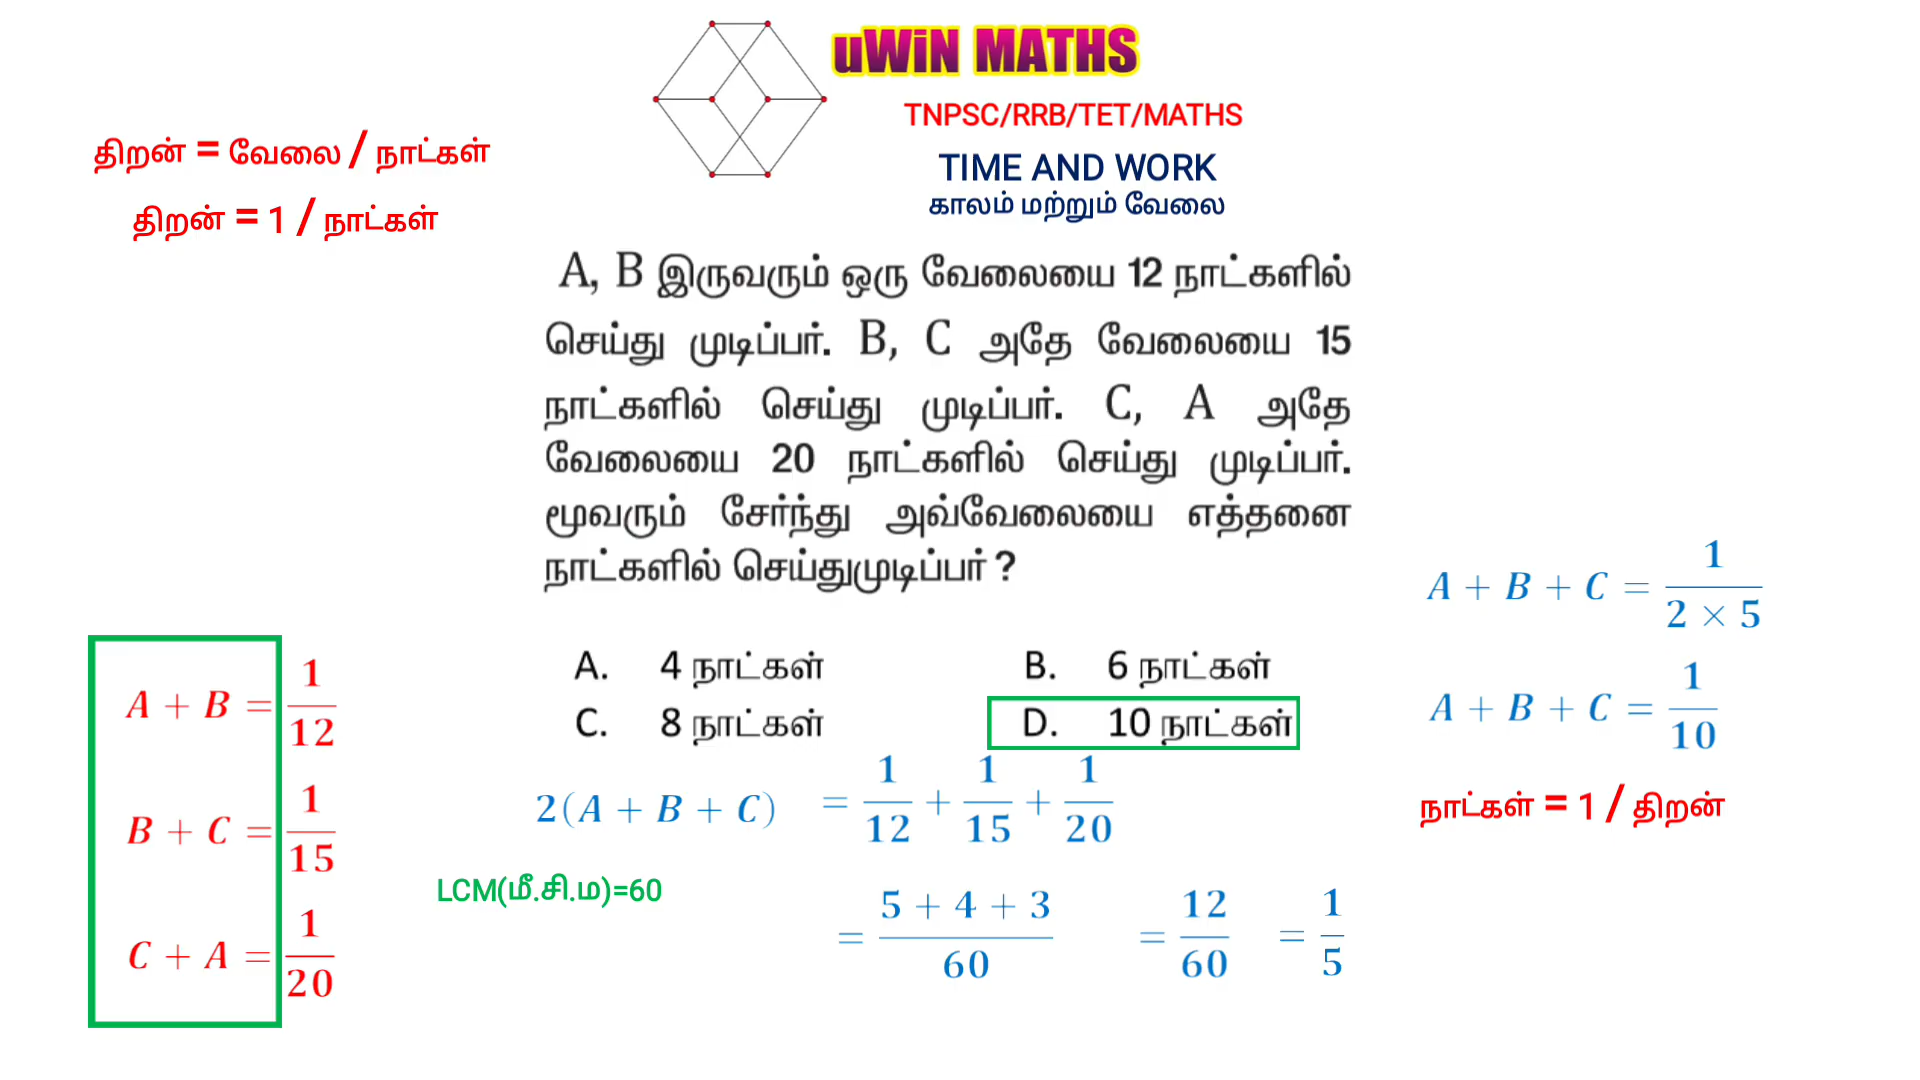 uWiN MATHS
TNPSC/RRB/TET/MATHS
TIME AND WORK
காலம் மற்றும் வேலை
திறன் = வேலை / நாட்கள்
திறன் = 1 / நாட்கள்
A, B இருவரும் ஒரு வேலையை 12 நாட்களில்
செய்து முடிப்பர். B, C அதே வேலையை 15
நாட்களில் செய்து முடிப்பர். C, A அதே
வேலையை 20 நாட்களில் செய்து முடிப்பர்.
மூவரும் சேர்ந்து அவ்வேலையை எத்தனை
நாட்களில் செய்துமுடிப்பர் ?
A. 4 நாட்கள் B. 6 நாட்கள்
C. 8 நாட்கள் D. 10 நாட்கள்
A + B = 1/12
B + C = 1/15
C + A = 1/20
2(A + B + C) = 1/12 + 1/15 + 1/20
LCM(மீ.சி.ம)=60
= 5 + 4 + 3/60 = 12/60 = 1/5
A + B + C = 1/2 × 5
A + B + C = 1/10
நாட்கள் = 1 / திறன்